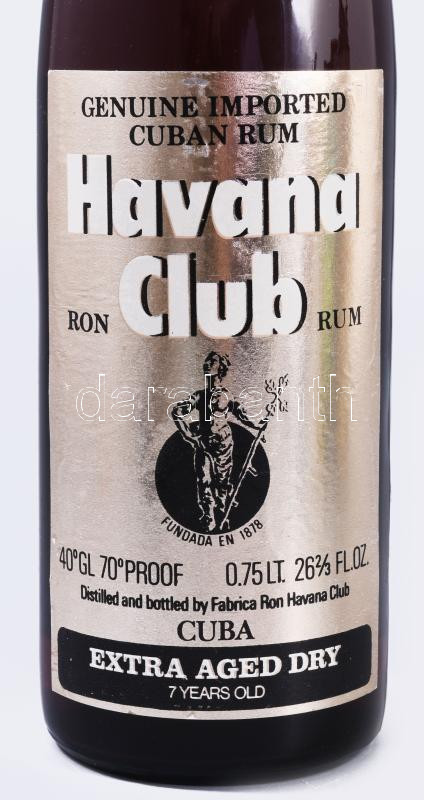 GENUINE IMPORTED
CUBAN RUM
Havana
Club
RON RUM
darabanth
FUNDADA EN 1878
40°GL 70°PROOF 0.75 LT. 26⅔ FL.OZ.
Distilled and bottled by Fabrica Ron Havana Club
CUBA
EXTRA AGED DRY
7 YEARS OLD